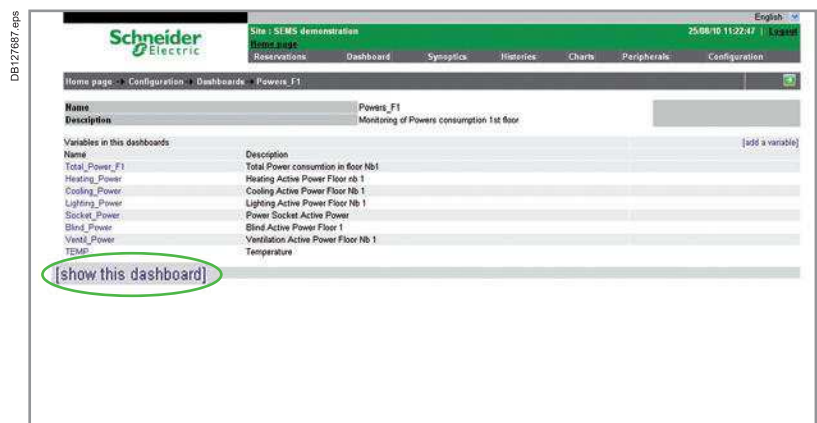 DB127687.eps
English
Schneider Electric
Site : SEMS demonstration
25/08/10 11:22:47 | Logout
Home page
Reservations Dashboard Synoptics Histories Charts Peripherals Configuration
Home page Configuration Dashboards Powers_F1
Name Powers_F1
Description Monitoring of Powers consumption 1st floor
Variables in this dashboards [add a variable]
Name Description
Total_Power_F1 Total Power consumtion in floor Nb1
Heating_Power Heating Active Power Floor nb 1
Cooling_Power Cooling Active Power Floor Nb 1
Lighting_Power Lighting Active Power Floor Nb 1
Socket_Power Power Socket Active Power
Blind_Power Blind Active Power Floor 1
Ventil_Power Ventilation Active Power Floor Nb 1
TEMP Temperature
[show this dashboard]